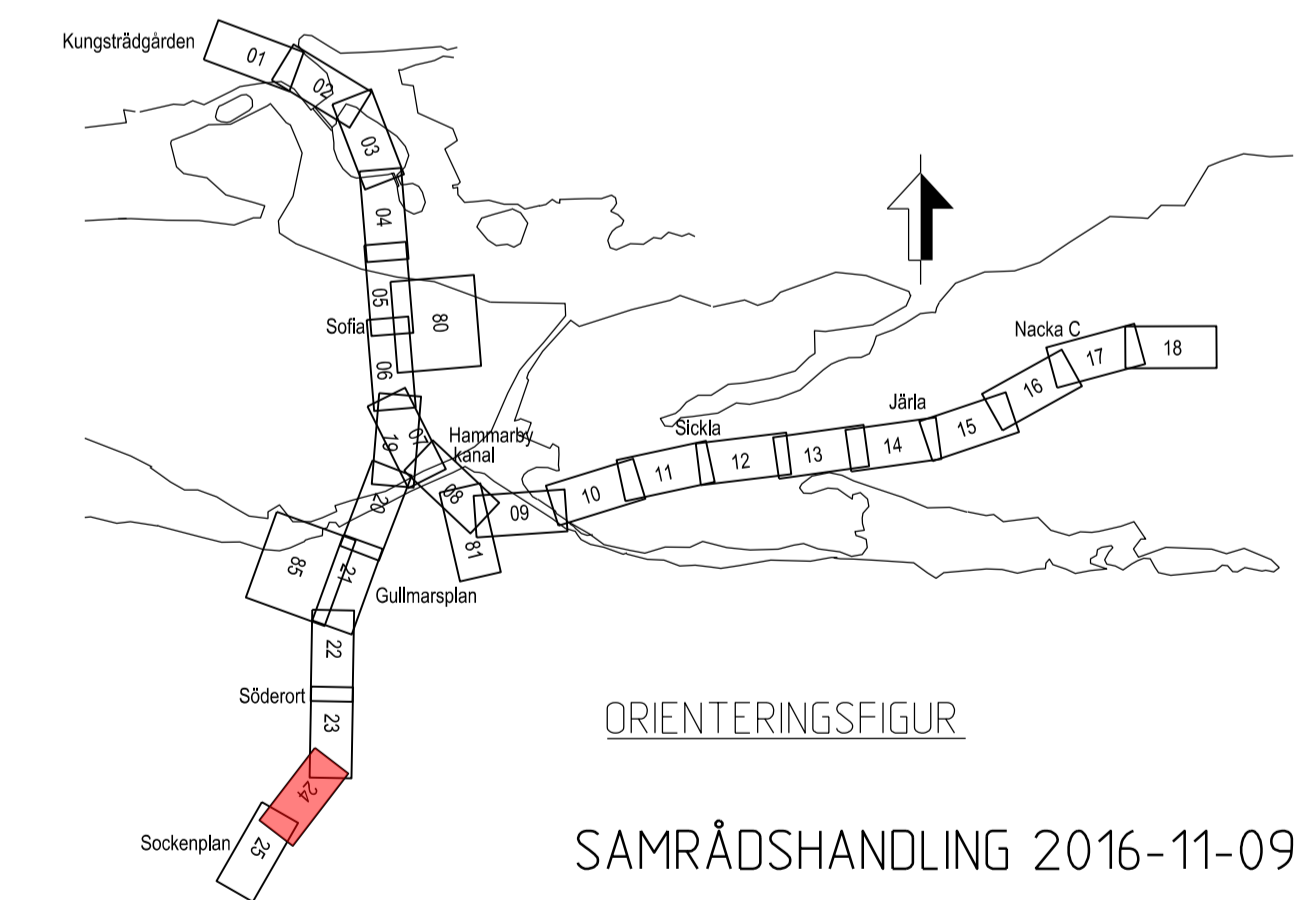 Kungsträdgården
01
02
03
04
05
80
Sofia
06
19
07
Hammarby
kanal
20
08
81
09
10
11
Sickla
12
13
Järla
14
15
16
Nacka C
17
18
85
21
Gullmarsplan
22
Söderort
23
24
Sockenplan
25
ORIENTERINGSFIGUR
SAMRÅDSHANDLING 2016-11-09